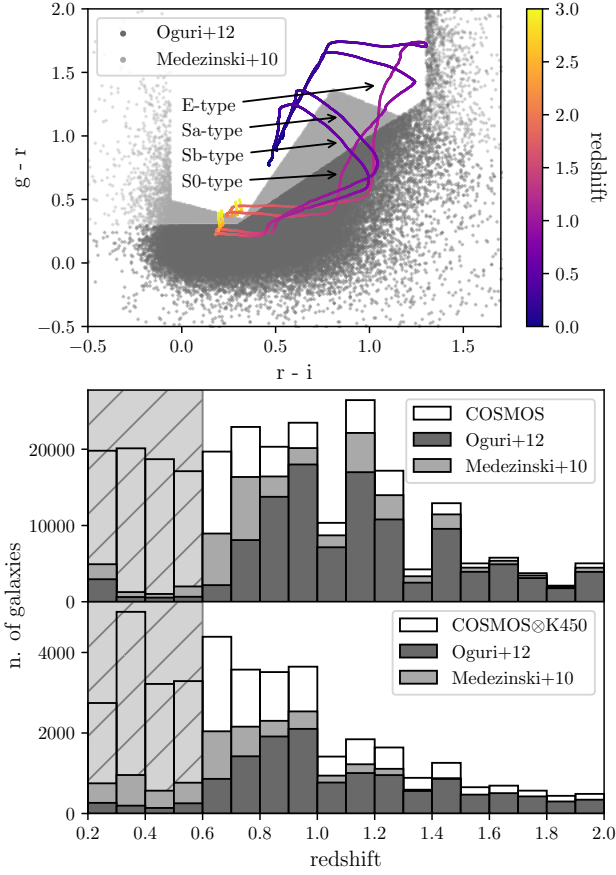 Oguri+12
Medezinski+10
E-type
Sa-type
Sb-type
S0-type
2.0
1.5
1.0
0.5
0.0
−0.5
g - r
−0.5
0.0
0.5
1.0
1.5
r - i
3.0
2.5
2.0
1.5
1.0
0.5
0.0
redshift
COSMOS
Oguri+12
Medezinski+10
20000
10000
0
n. of galaxies
COSMOS⊗K450
Oguri+12
Medezinski+10
4000
2000
0
0.2
0.4
0.6
0.8
1.0
1.2
1.4
1.6
1.8
2.0
redshift